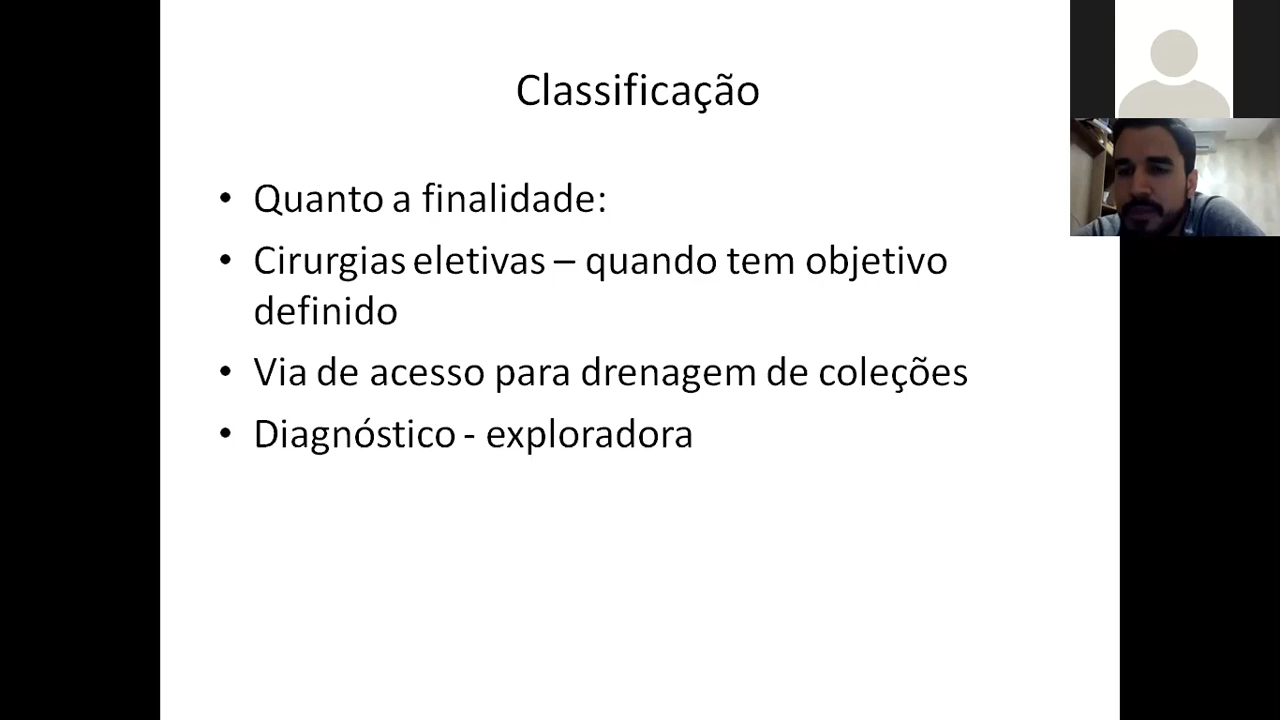 Classificação
• Quanto a finalidade:
• Cirurgias eletivas – quando tem objetivo
definido
• Via de acesso para drenagem de coleções
• Diagnóstico - exploradora